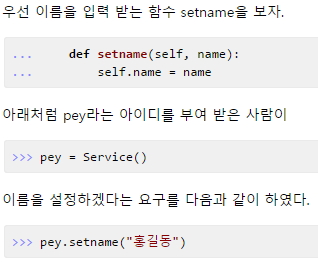 우선 이름을 입력 받는 함수 setname을 보자.
...     def setname(self, name):
...         self.name = name
아래처럼 pey라는 아이디를 부여 받은 사람이
>>> pey = Service()
이름을 설정하겠다는 요구를 다음과 같이 하였다.
>>> pey.setname("홍길동")